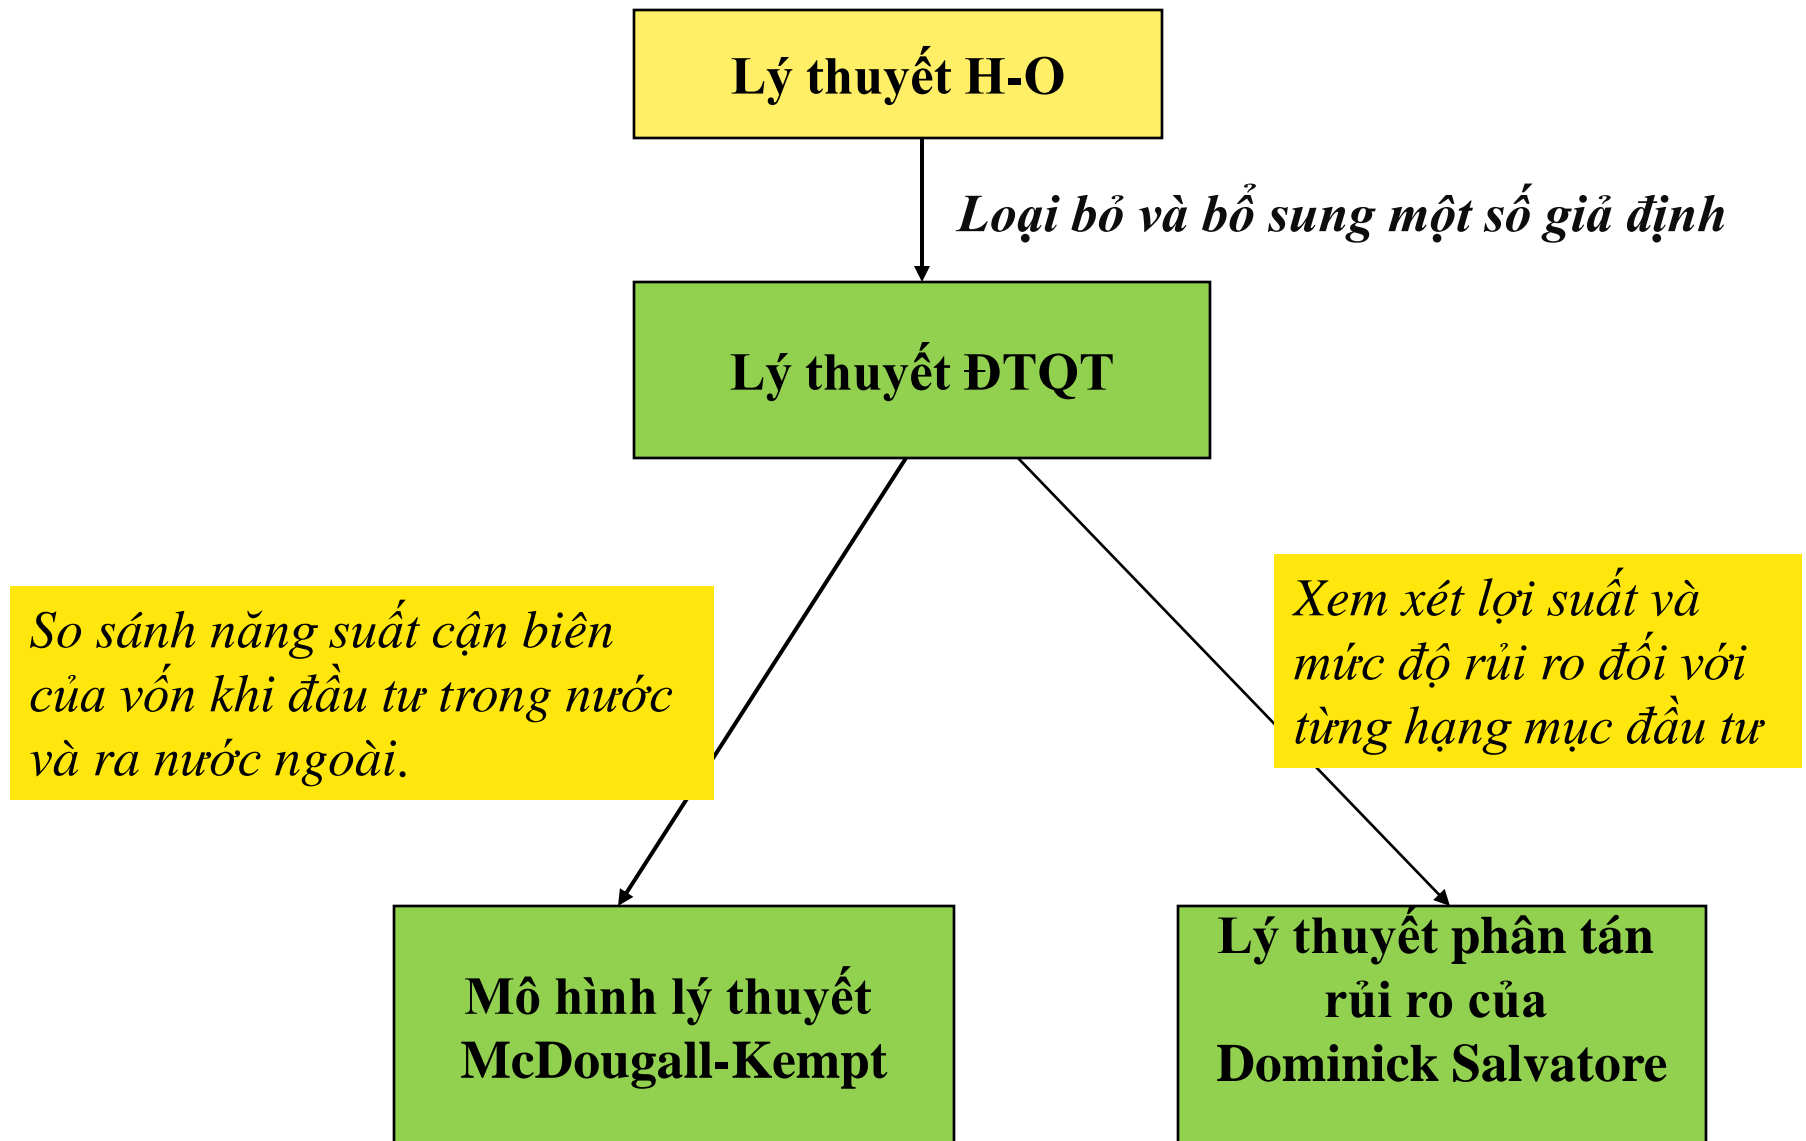 Lý thuyết H-O
Loại bỏ và bổ sung một số giả định
Lý thuyết ĐTQT
So sánh năng suất cận biên
của vốn khi đầu tư trong nước
và ra nước ngoài.
Xem xét lợi suất và
mức độ rủi ro đối với
từng hạng mục đầu tư
Mô hình lý thuyết
McDougall-Kempt
Lý thuyết phân tán
rủi ro của
Dominick Salvatore